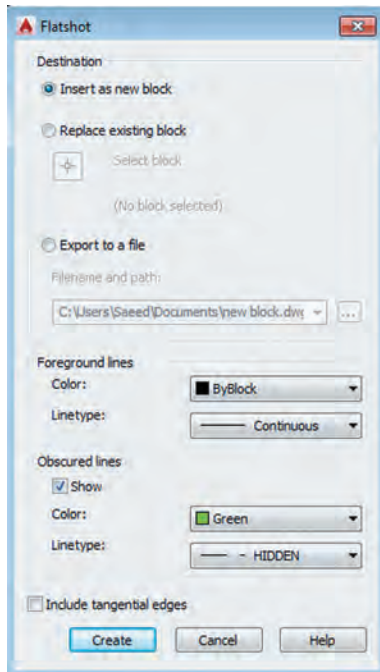 Flatshot
Destination
Insert as new block
Replace existing block
Select block
(No block selected)
Export to a file
Filename and path:
C:\Users\Saeed\Documents\new block.dwg
...
Foreground lines
Color:
ByBlock
Linetype:
Continuous
Obscured lines
Show
Color:
Green
Linetype:
HIDDEN
Include tangential edges
Create
Cancel
Help